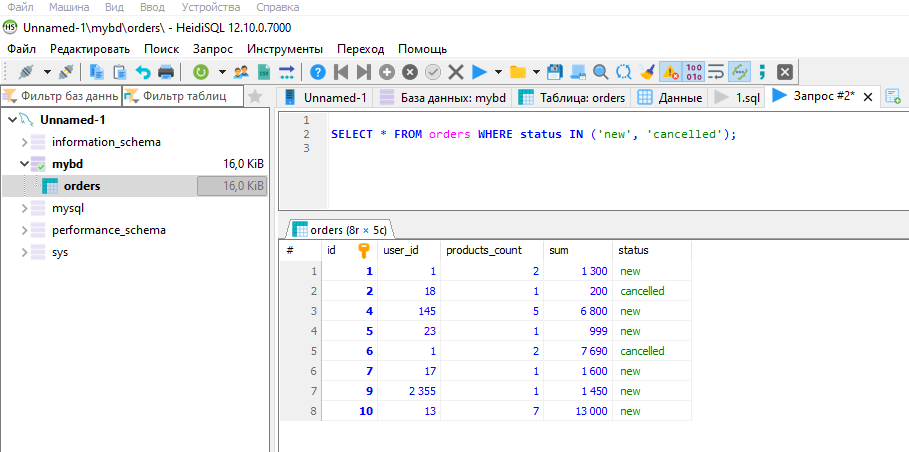 Файл Машина Вид Ввод Устройства Справка
Unnamed-1\mybd\orders\ - HeidiSQL 12.10.0.7000
Файл Редактировать Поиск Запрос Инструменты Переход Помощь
Фильтр баз данны Фильтр таблиц
Unnamed-1 База данных: mybd Таблица: orders Данные 1.sql Запрос #2*
Unnamed-1
information_schema
mybd 16,0 KiB
orders 16,0 KiB
mysql
performance_schema
sys
1
2 SELECT * FROM orders WHERE status IN ('new', 'cancelled');
3
orders (8r × 5c)
# id user_id products_count sum status
1 1 1 2 1 300 new
2 2 18 1 200 cancelled
3 4 145 5 6 800 new
4 5 23 1 999 new
5 6 1 2 7 690 cancelled
6 7 17 1 1 600 new
7 9 2 355 1 1 450 new
8 10 13 7 13 000 new